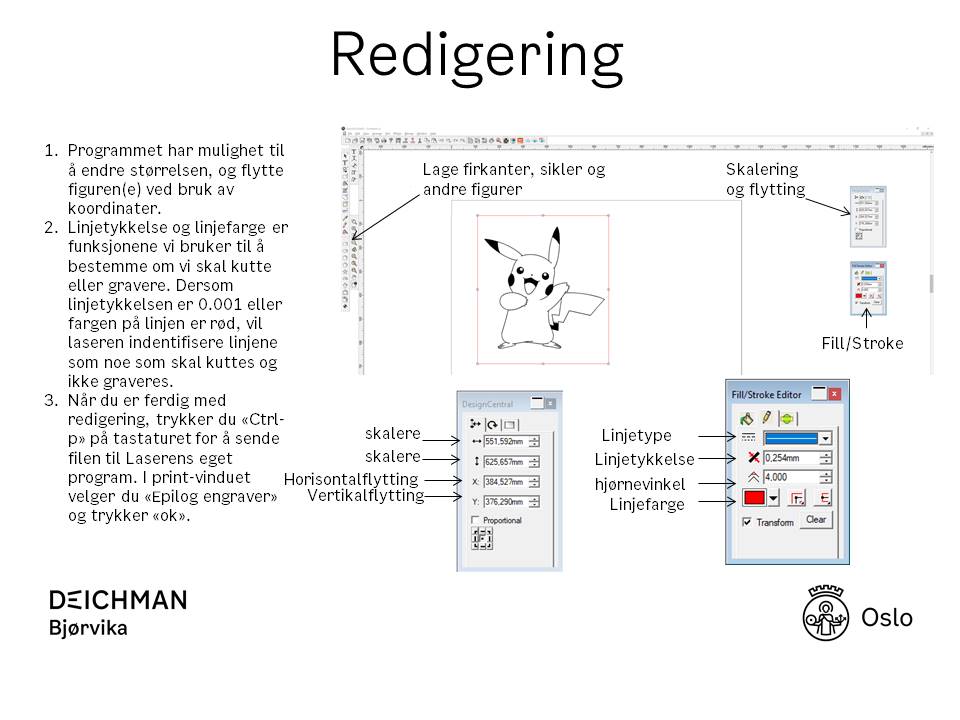 Redigering
1. Programmet har mulighet til
å endre størrelsen, og flytte
figuren(e) ved bruk av
koordinater.
2. Linjetykkelse og linjefarge er
funksjonene vi bruker til å
bestemme om vi skal kutte
eller gravere. Dersom
linjetykkelsen er 0.001 eller
fargen på linjen er rød, vil
laseren indentifisere linjene
som noe som skal kuttes og
ikke graveres.
3. Når du er ferdig med
redigering, trykker du «Ctrl-
p» på tastaturet for å sende
filen til Laserens eget
program. I print-vinduet
velger du «Epilog engraver»
og trykker «ok».
Lage firkanter, sikler og
andre figurer
Skalering
og flytting
Fill/Stroke Editor
Fill/Stroke
skalere
skalere
Horisontalflytting
Vertikalflytting
DesignCentral
551,592mm
625,657mm
X: 384,527mm
Y: 376,290mm
Proportional
Linjetype
Linjetykkelse
hjørnevinkel
Linjefarge
Fill/Stroke Editor
0,254mm
4,000
Transform
Clear
DEICHMAN
Bjørvika
Oslo